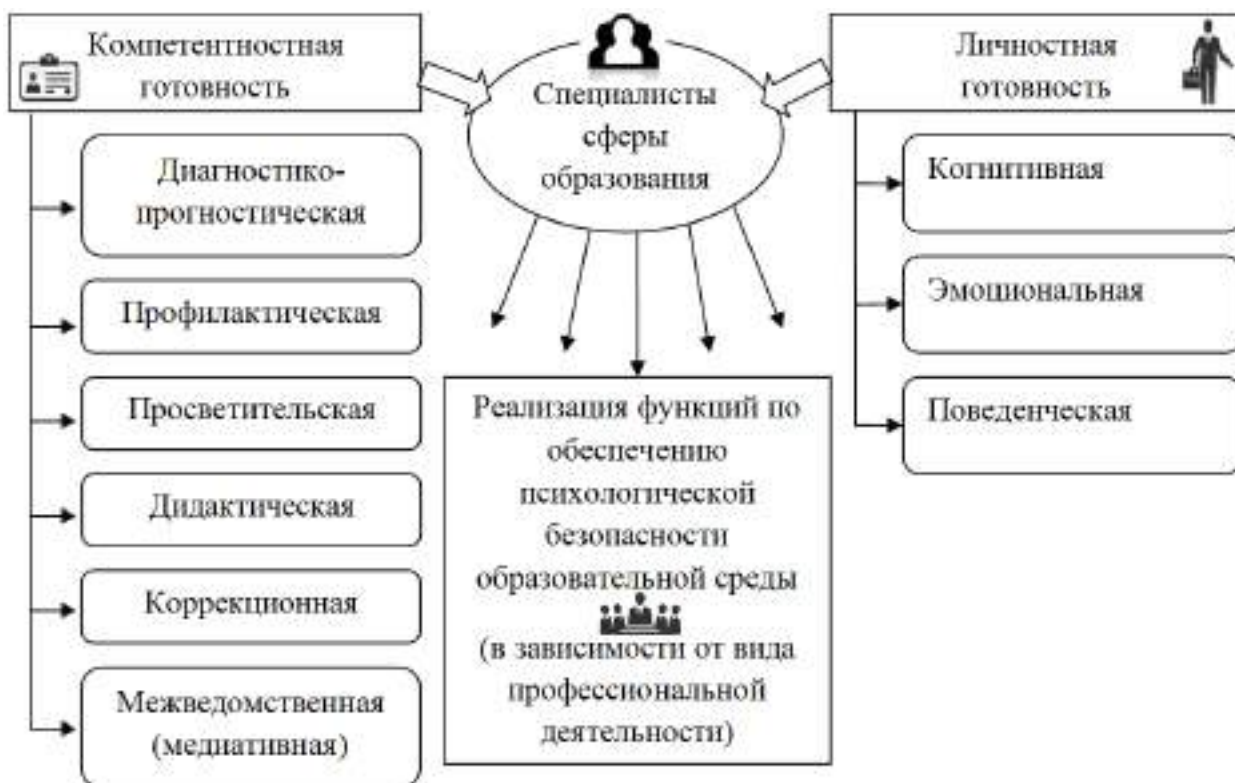 Компетентностная
готовность
Диагностико-
прогностическая
Профилактическая
Просветительская
Дидактическая
Коррекционная
Межведомственная
(медиативная)
Специалисты
сферы
образования
Реализация функций по
обеспечению
психологической
безопасности
образовательной среды
(в зависимости от вида
профессиональной
деятельности)
Личностная
готовность
Когнитивная
Эмоциональная
Поведенческая